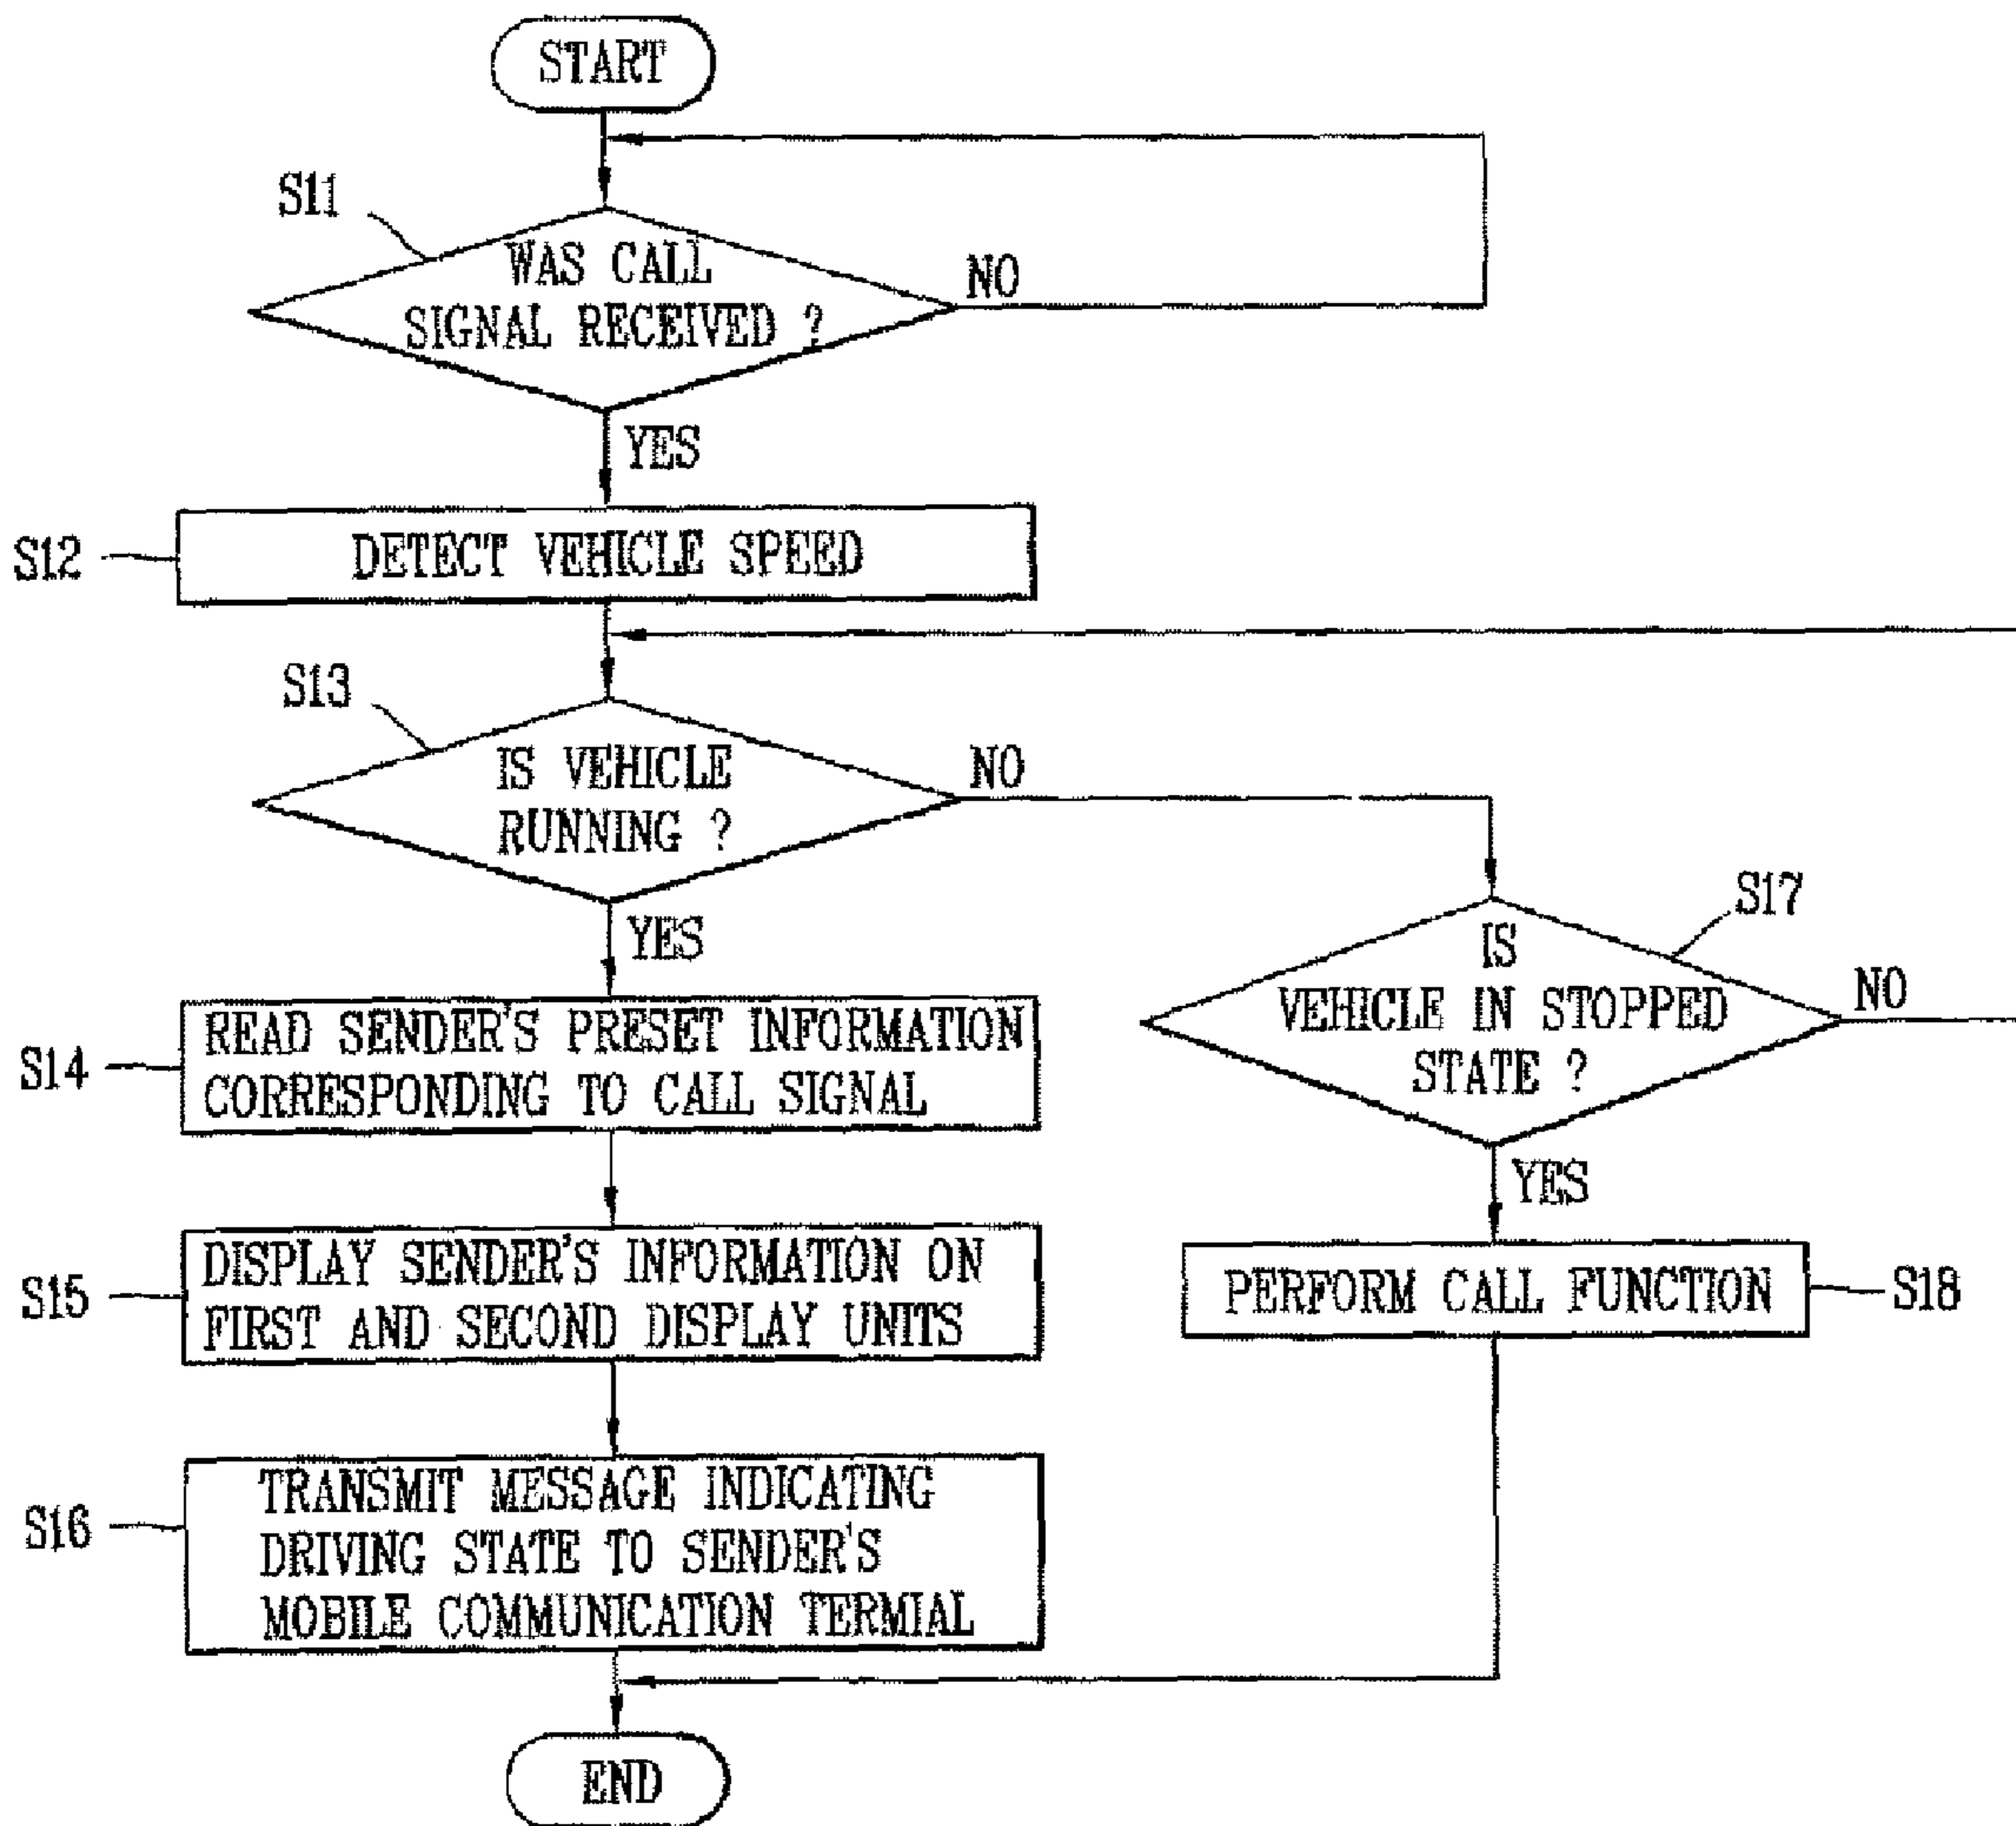 START
S11
WAS CALL
SIGNAL RECEIVED ?
NO
YES
S12
DETECT VEHICLE SPEED
S13
IS VEHICLE
RUNNING ?
NO
YES
S17
IS
VEHICLE IN STOPPED
STATE ?
NO
YES
S14
READ SENDER'S PRESET INFORMATION
CORRESPONDING TO CALL SIGNAL
S15
DISPLAY SENDER'S INFORMATION ON
FIRST AND SECOND DISPLAY UNITS
PERFORM CALL FUNCTION
S18
S16
TRANSMIT MESSAGE INDICATING
DRIVING STATE TO SENDER'S
MOBILE COMMUNICATION TERMIAL
END